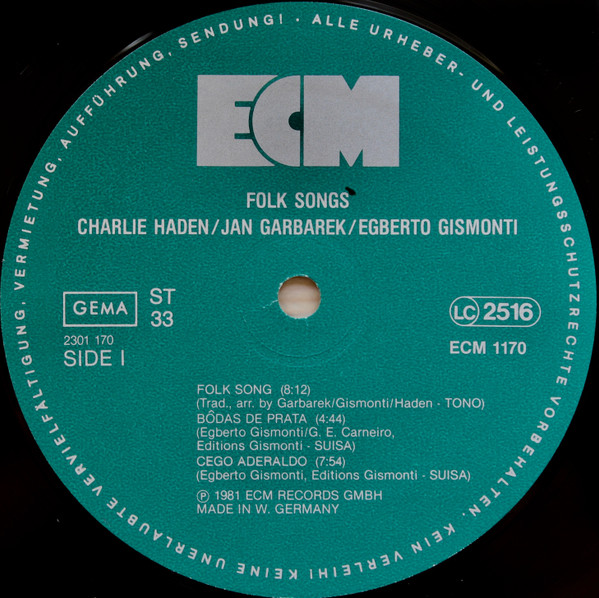 ALLE URHEBER- UND LEISTUNGSSCHUTZRECHTE VORBEHALTEN. KEIN VERLEIH! KEINE UNERLAUBTE VERVIELFÄLTIGUNG, VERMIETUNG, AUFFÜHRUNG, SENDUNG! ·
ECM
FOLK SONGS
CHARLIE HADEN/JAN GARBAREK/EGBERTO GISMONTI
GEMA
ST
33
2301 170
SIDE I
LC 2516
ECM 1170
FOLK SONG (8:12)
(Trad., arr. by Garbarek/Gismonti/Haden - TONO)
BÔDAS DE PRATA (4:44)
(Egberto Gismonti/G. E. Carneiro,
Editions Gismonti - SUISA)
CEGO ADERALDO (7:54)
(Egberto Gismonti, Editions Gismonti - SUISA)
℗ 1981 ECM RECORDS GMBH
MADE IN W. GERMANY